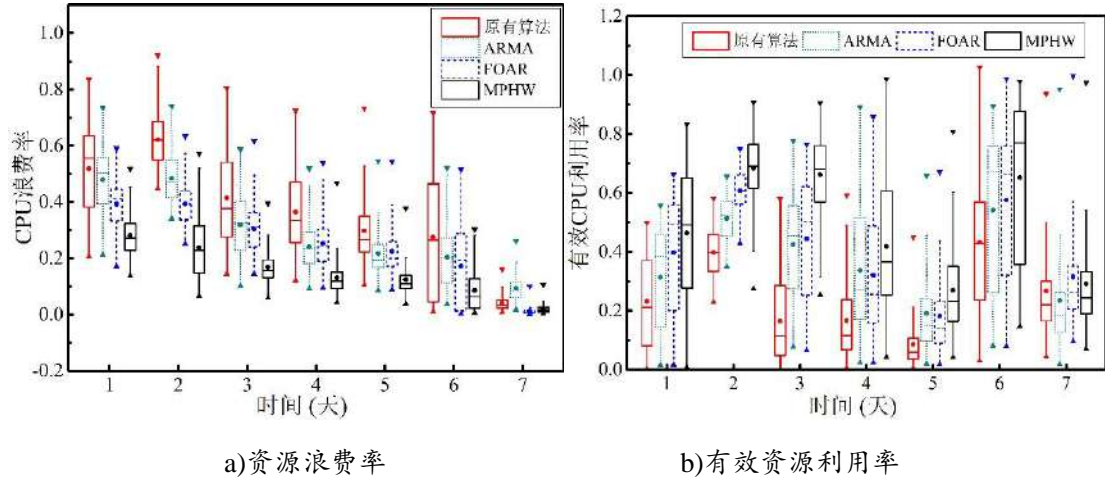 CPU浪费率
1.0
0.8
0.6
0.4
0.2
0.0
-0.2
原有算法
ARMA
FOAR
MPHW
1 2 3 4 5 6 7
时间 (天)
a)资源浪费率
有效CPU利用率
1.2
1.0
0.8
0.6
0.4
0.2
0.0
原有算法 ARMA FOAR MPHW
1 2 3 4 5 6 7
时间 (天)
b)有效资源利用率